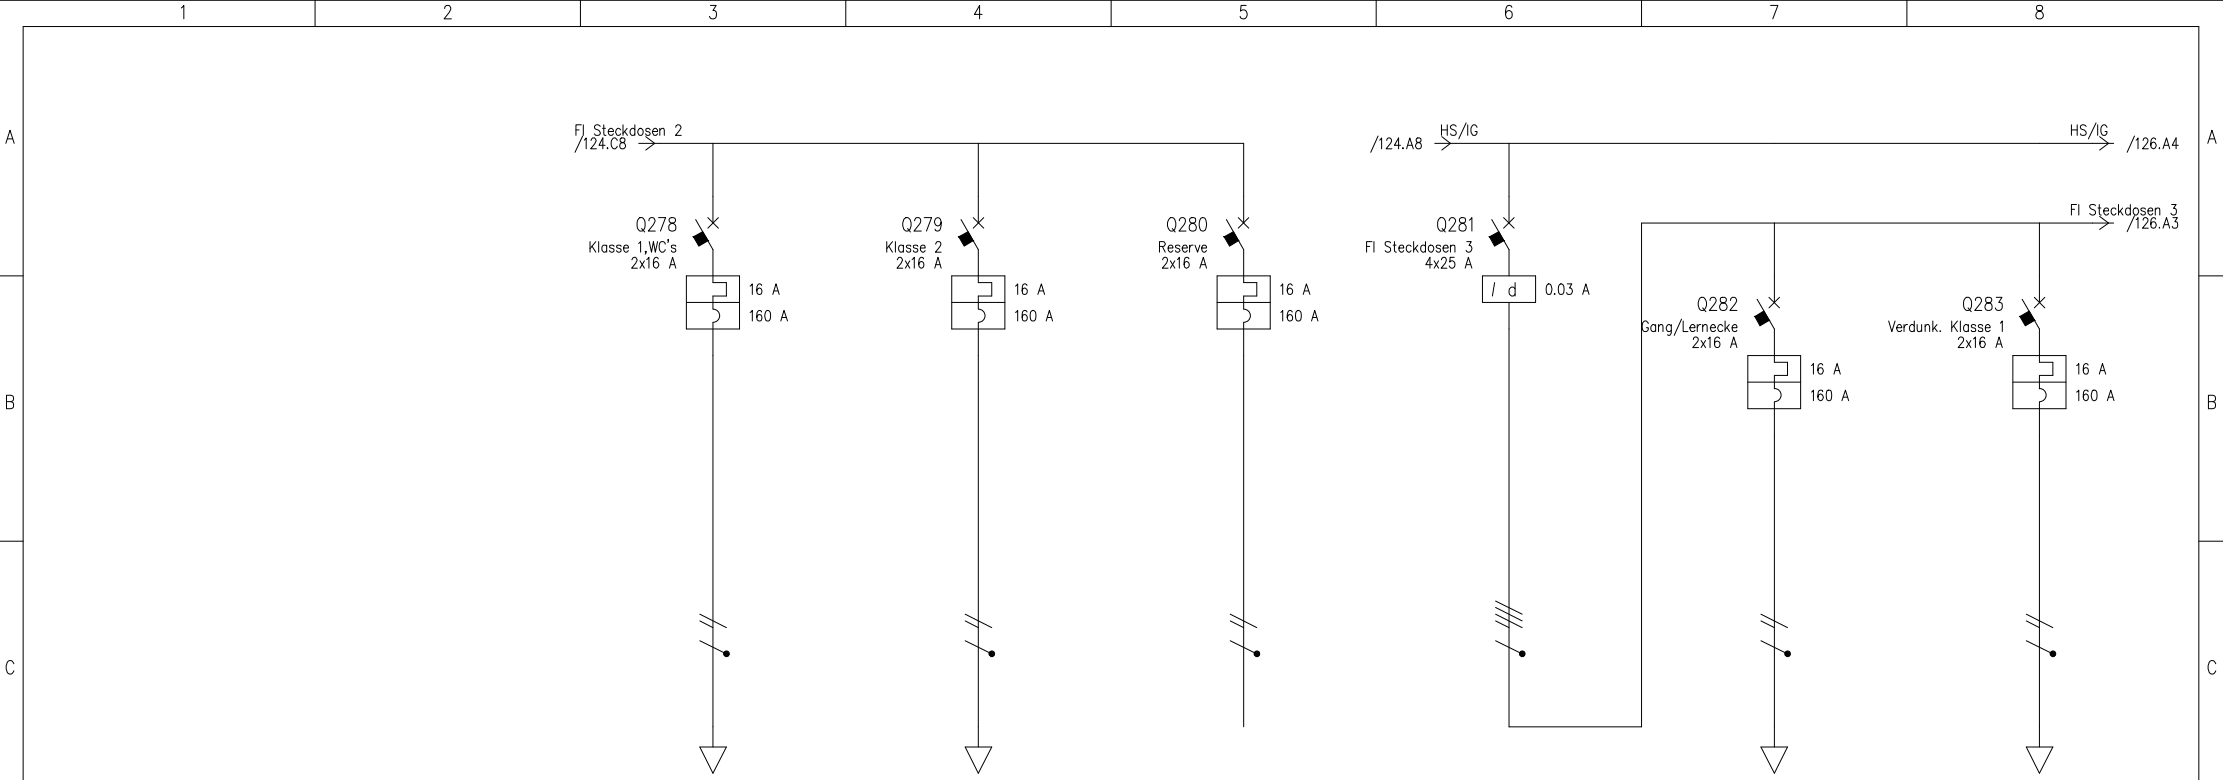 1 2 3 4 5 6 7 8
A A
FI Steckdosen 2
/124.C8
/124.A8
HS/IG
HS/IG
/126.A4
FI Steckdosen 3
/126.A3
Q278
Klasse 1,WC's
2x16 A
16 A
160 A
Q279
Klasse 2
2x16 A
16 A
160 A
Q280
Reserve
2x16 A
16 A
160 A
Q281
FI Steckdosen 3
4x25 A
I d
0.03 A
Q282
Gang/Lernecke
2x16 A
16 A
160 A
Q283
Verdunk. Klasse 1
2x16 A
16 A
160 A
B B
C C